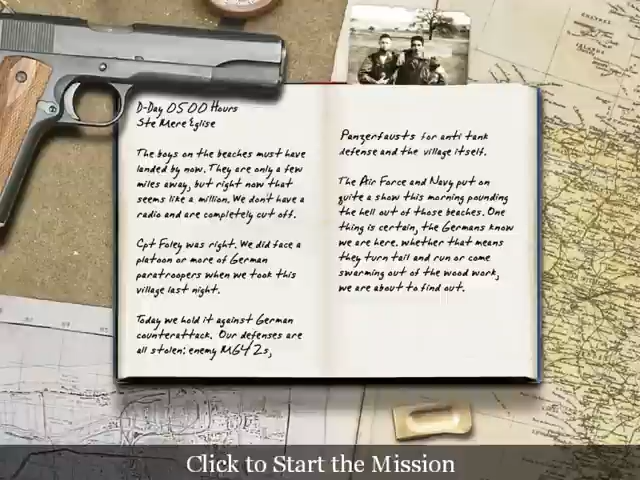 D-Day 0500 Hours
Ste Mere Eglise
The boys on the beaches must have
landed by now. They are only a few
miles away, but right now that
seems like a million. We don't have a
radio and are completely cut off.
Cpt Foley was right. We did face a
platoon or more of German
paratroopers when we took this
village last night.
Today we hold it against German
counterattack. Our defenses are
all stolen: enemy MG42s,
Panzerfausts for anti tank
defense and the village itself.
The Air Force and Navy put on
quite a show this morning pounding
the hell out of those beaches. One
thing is certain, the Germans know
we are here. whether that means
they turn tail and run or come
swarming out of the wood work,
we are about to find out.
Click to Start the Mission